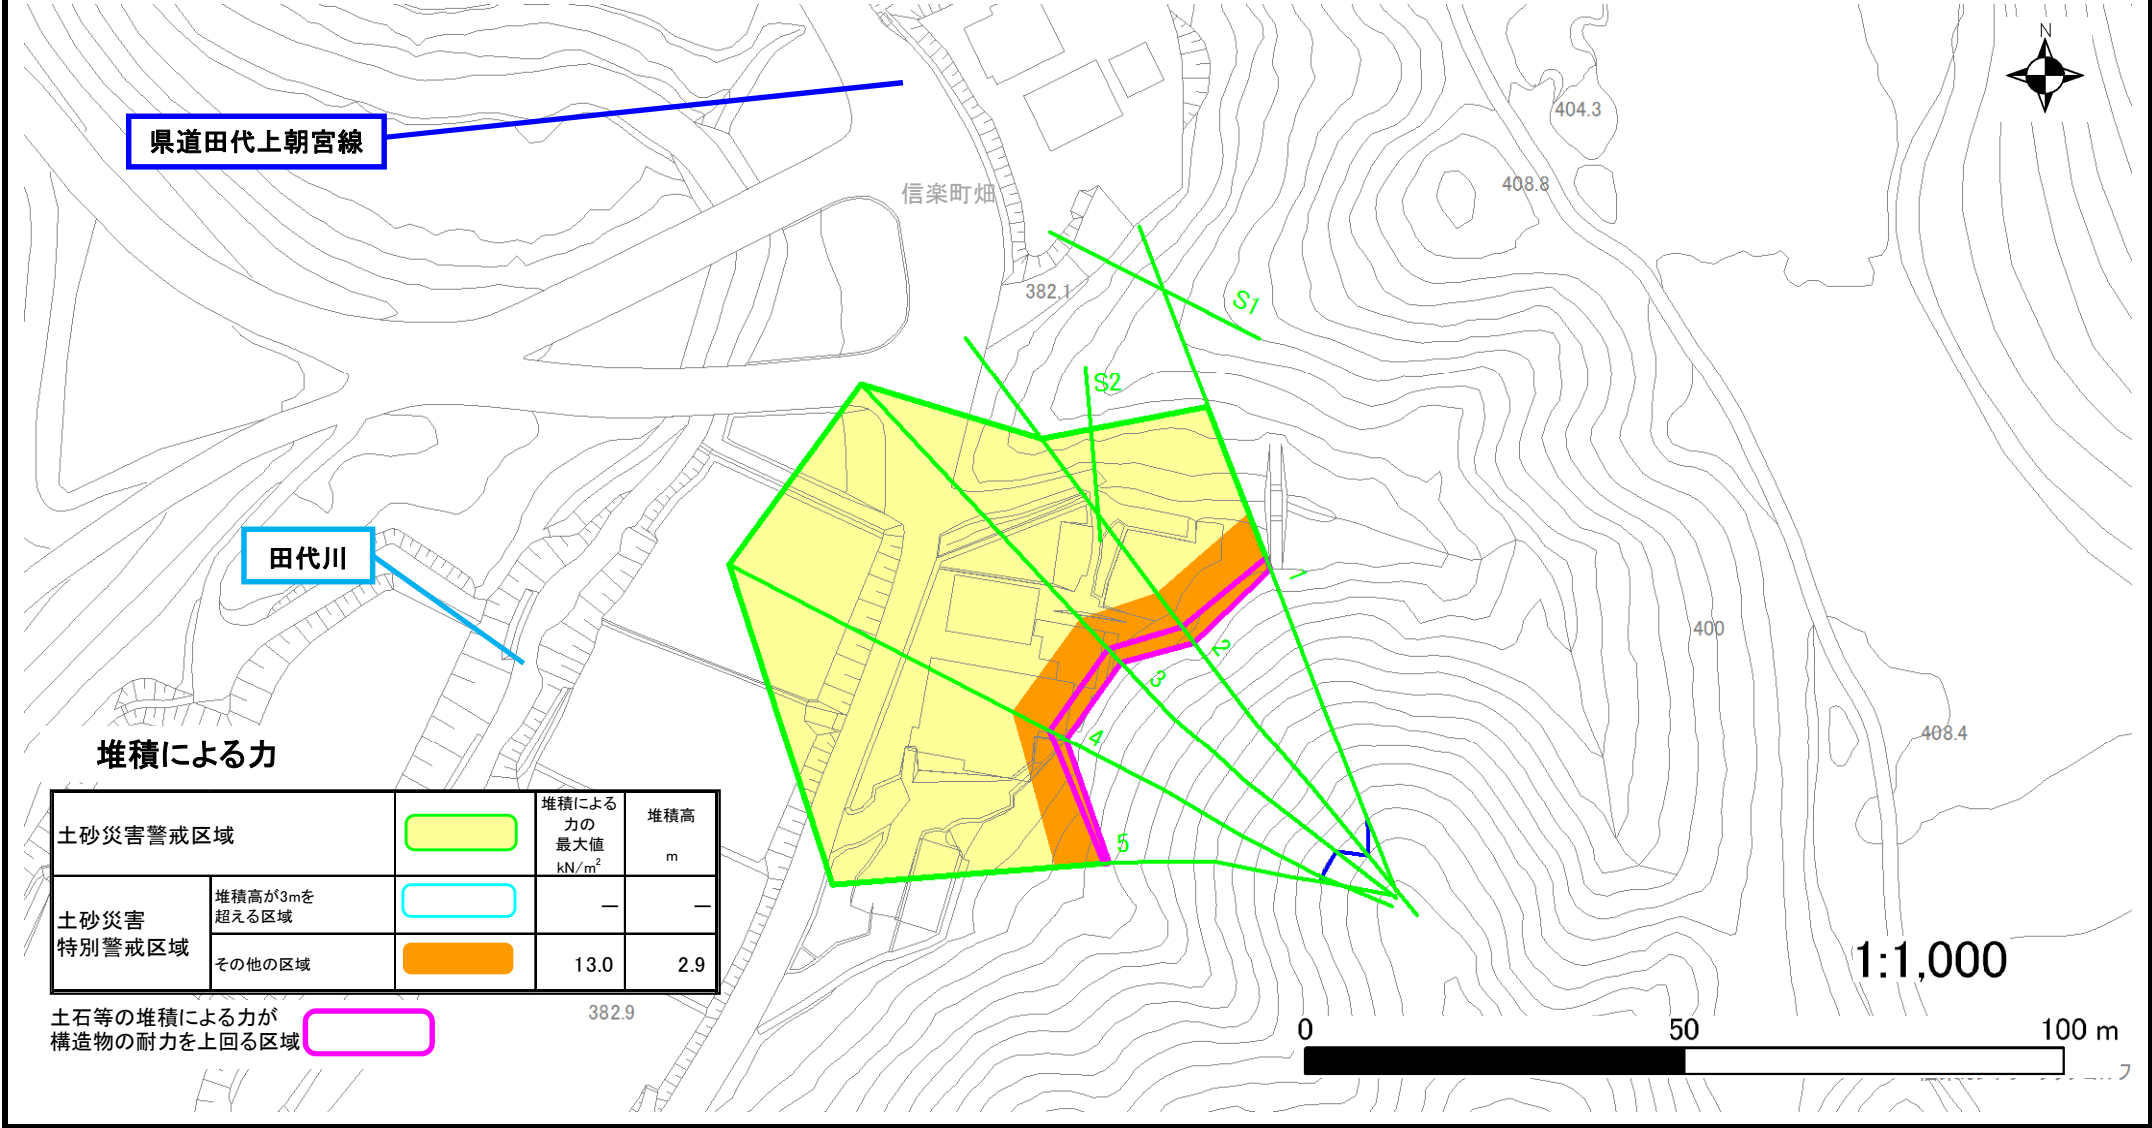 N
県道田代上朝宮線
404.3
408.8
信楽町畑
382.1
S1
S2
田代川
1
2
3
4
5
400
408.4
堆積による力
土砂災害警戒区域
堆積による
力の
最大値
kN/m²
堆積高
m
土砂災害
特別警戒区域
堆積高が3mを
超える区域
— —
その他の区域
13.0 2.9
382.9
土石等の堆積による力が
構造物の耐力を上回る区域
1:1,000
0 50 100 m